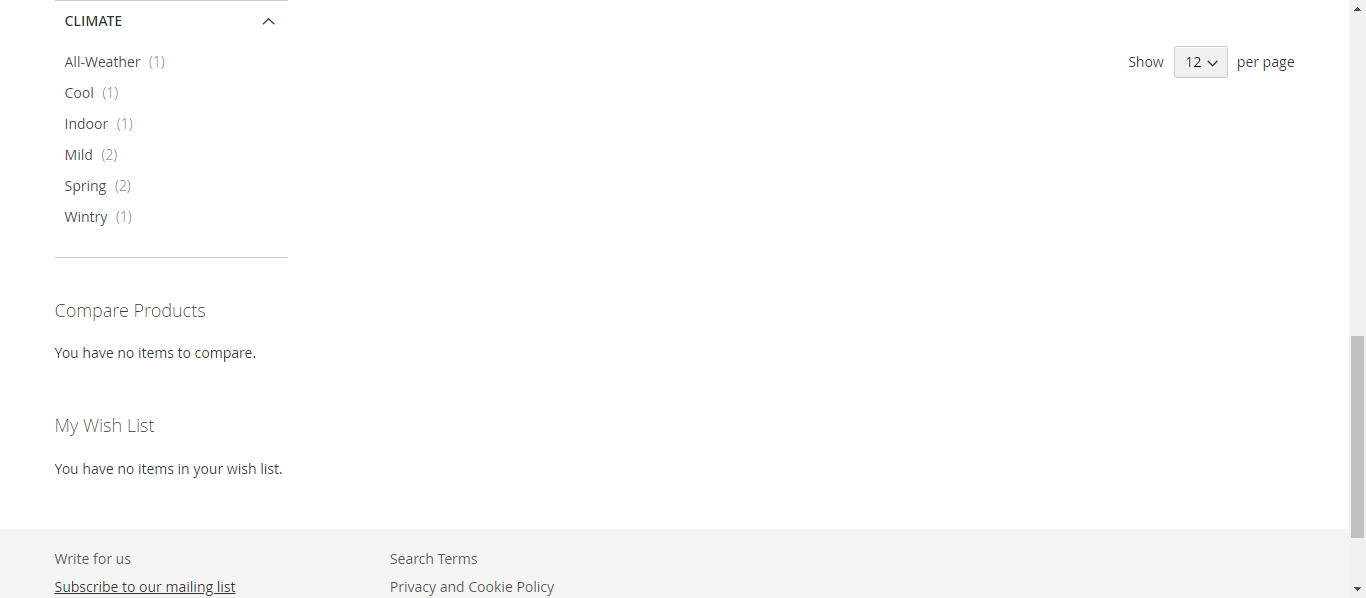 CLIMATE
All-Weather (1)
Show 12 per page
Cool (1)
Indoor (1)
Mild (2)
Spring (2)
Wintry (1)
Compare Products
You have no items to compare.
My Wish List
You have no items in your wish list.
Write for us
Search Terms
Subscribe to our mailing list
Privacy and Cookie Policy